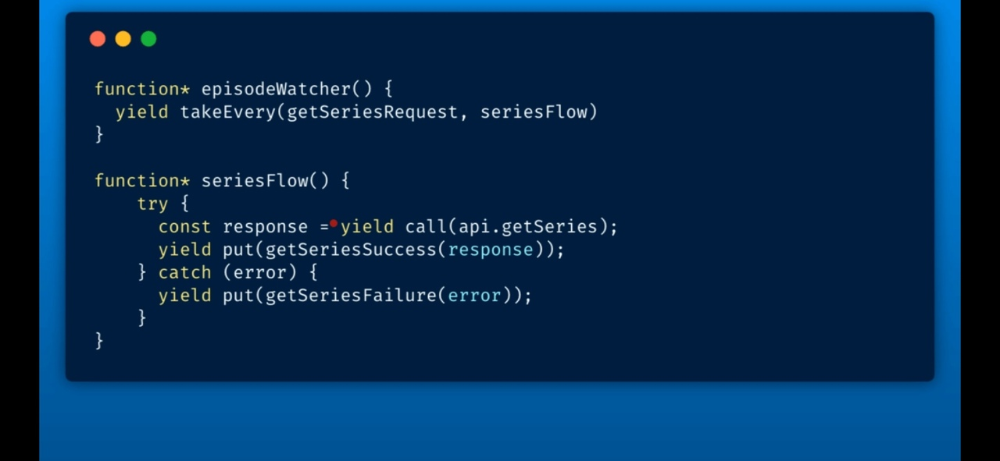 function* episodeWatcher() {
  yield takeEvery(getSeriesRequest, seriesFlow)
}

function* seriesFlow() {
    try {
      const response = yield call(api.getSeries);
      yield put(getSeriesSuccess(response));
    } catch (error) {
      yield put(getSeriesFailure(error));
    }
}